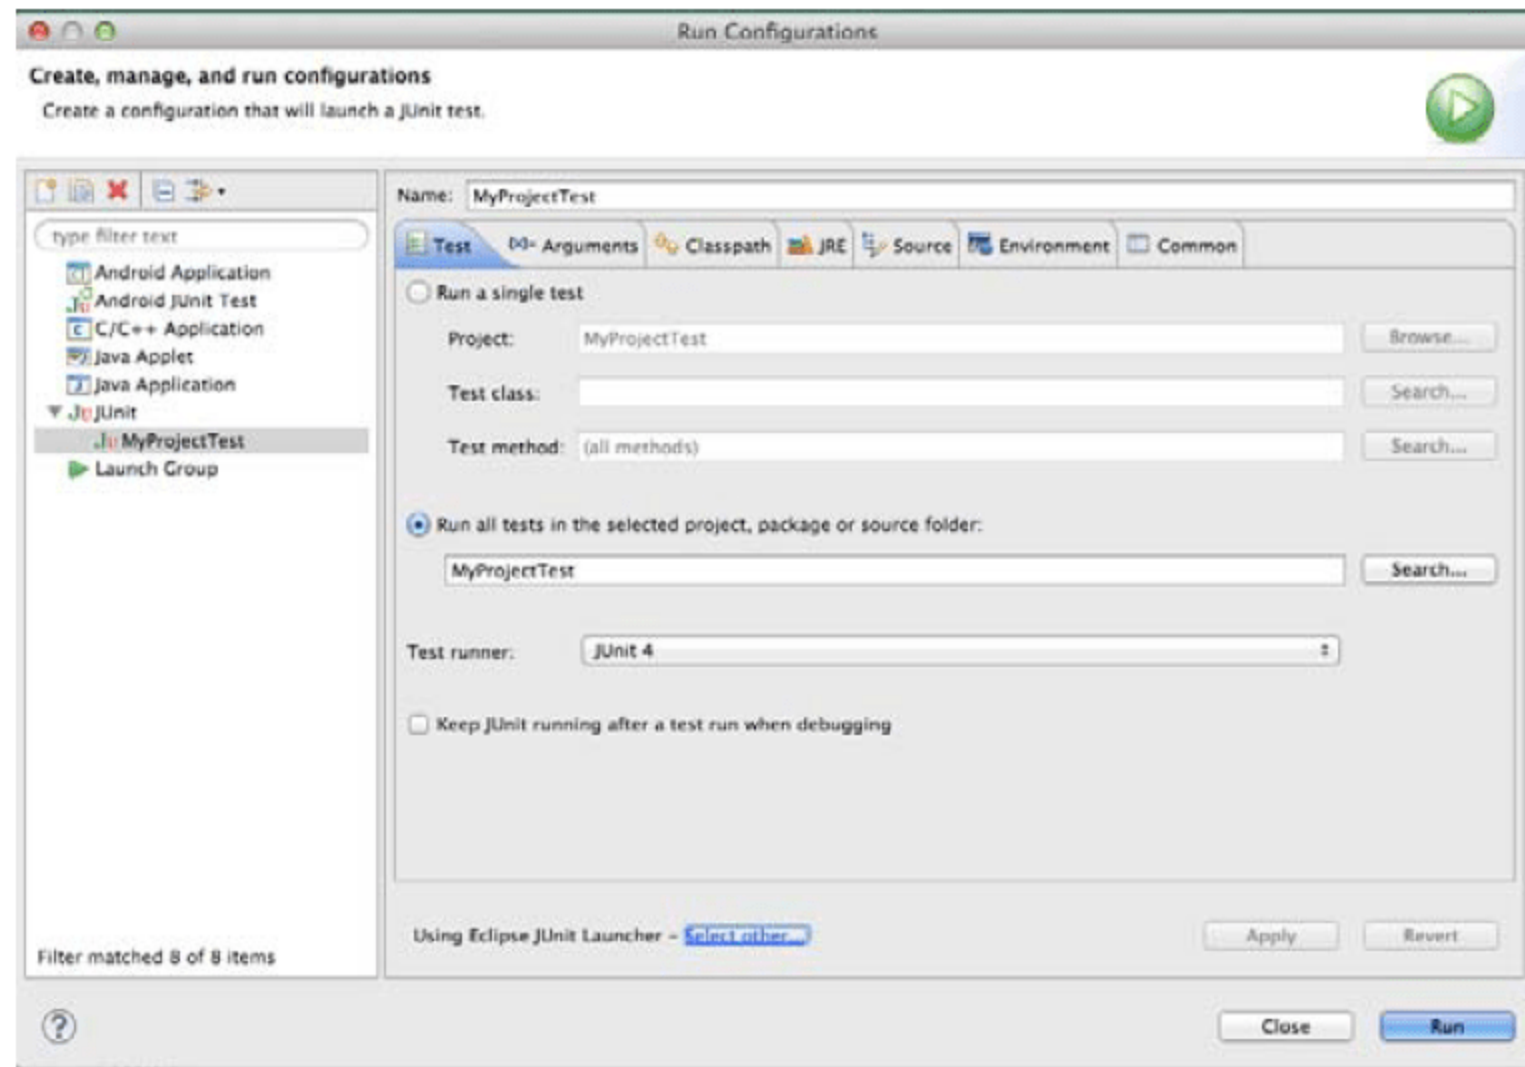 Run Configurations
Create, manage, and run configurations
Create a configuration that will launch a JUnit test.
type filter text
Android Application
Android JUnit Test
C/C++ Application
Java Applet
Java Application
JUnit
MyProjectTest
Launch Group
Filter matched 8 of 8 items
Name: MyProjectTest
Test Arguments Classpath JRE Source Environment Common
Run a single test
Project: MyProjectTest Browse...
Test class: Search...
Test method: (all methods) Search...
Run all tests in the selected project, package or source folder:
MyProjectTest Search...
Test runner: JUnit 4
Keep JUnit running after a test run when debugging
Using Eclipse JUnit Launcher - Select other... Apply Revert
Close Run